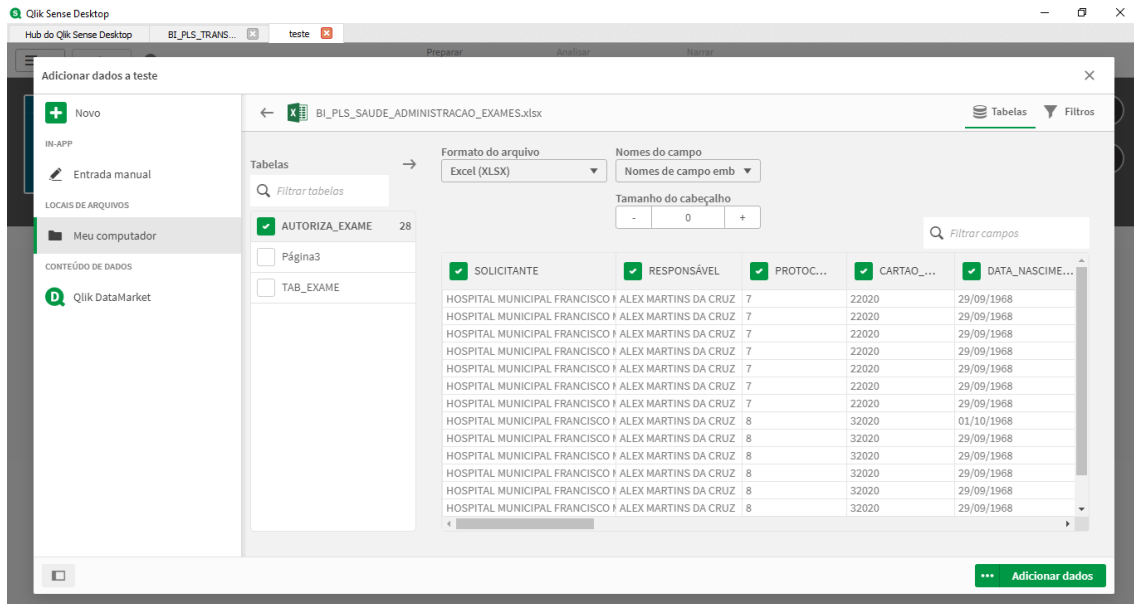 Qlik Sense Desktop
Hub do Qlik Sense Desktop BI_PLS_TRANS... teste
Preparar Analisar Narrar
Adicionar dados a teste
Novo
IN-APP
Entrada manual
LOCAIS DE ARQUIVOS
Meu computador
CONTEÚDO DE DADOS
Qlik DataMarket
BI_PLS_SAUDE_ADMINISTRACAO_EXAMES.xlsx
Tabelas Filtros
Tabelas
Filtrar tabelas
AUTORIZA_EXAME 28
Página3
TAB_EXAME
Formato do arquivo
Excel (XLSX)
Nomes do campo
Nomes de campo emb
Tamanho do cabeçalho
- 0 +
Filtrar campos
SOLICITANTE RESPONSÁVEL PROTOC... CARTAO_... DATA_NASCIME...
HOSPITAL MUNICIPAL FRANCISCO ALEX MARTINS DA CRUZ 7 22020 29/09/1968
HOSPITAL MUNICIPAL FRANCISCO ALEX MARTINS DA CRUZ 7 22020 29/09/1968
HOSPITAL MUNICIPAL FRANCISCO ALEX MARTINS DA CRUZ 7 22020 29/09/1968
HOSPITAL MUNICIPAL FRANCISCO ALEX MARTINS DA CRUZ 7 22020 29/09/1968
HOSPITAL MUNICIPAL FRANCISCO ALEX MARTINS DA CRUZ 7 22020 29/09/1968
HOSPITAL MUNICIPAL FRANCISCO ALEX MARTINS DA CRUZ 7 22020 29/09/1968
HOSPITAL MUNICIPAL FRANCISCO ALEX MARTINS DA CRUZ 7 22020 29/09/1968
HOSPITAL MUNICIPAL FRANCISCO ALEX MARTINS DA CRUZ 8 32020 01/10/1968
HOSPITAL MUNICIPAL FRANCISCO ALEX MARTINS DA CRUZ 8 32020 29/09/1968
HOSPITAL MUNICIPAL FRANCISCO ALEX MARTINS DA CRUZ 8 32020 29/09/1968
HOSPITAL MUNICIPAL FRANCISCO ALEX MARTINS DA CRUZ 8 32020 29/09/1968
HOSPITAL MUNICIPAL FRANCISCO ALEX MARTINS DA CRUZ 8 32020 29/09/1968
HOSPITAL MUNICIPAL FRANCISCO ALEX MARTINS DA CRUZ 8 32020 29/09/1968
Adicionar dados